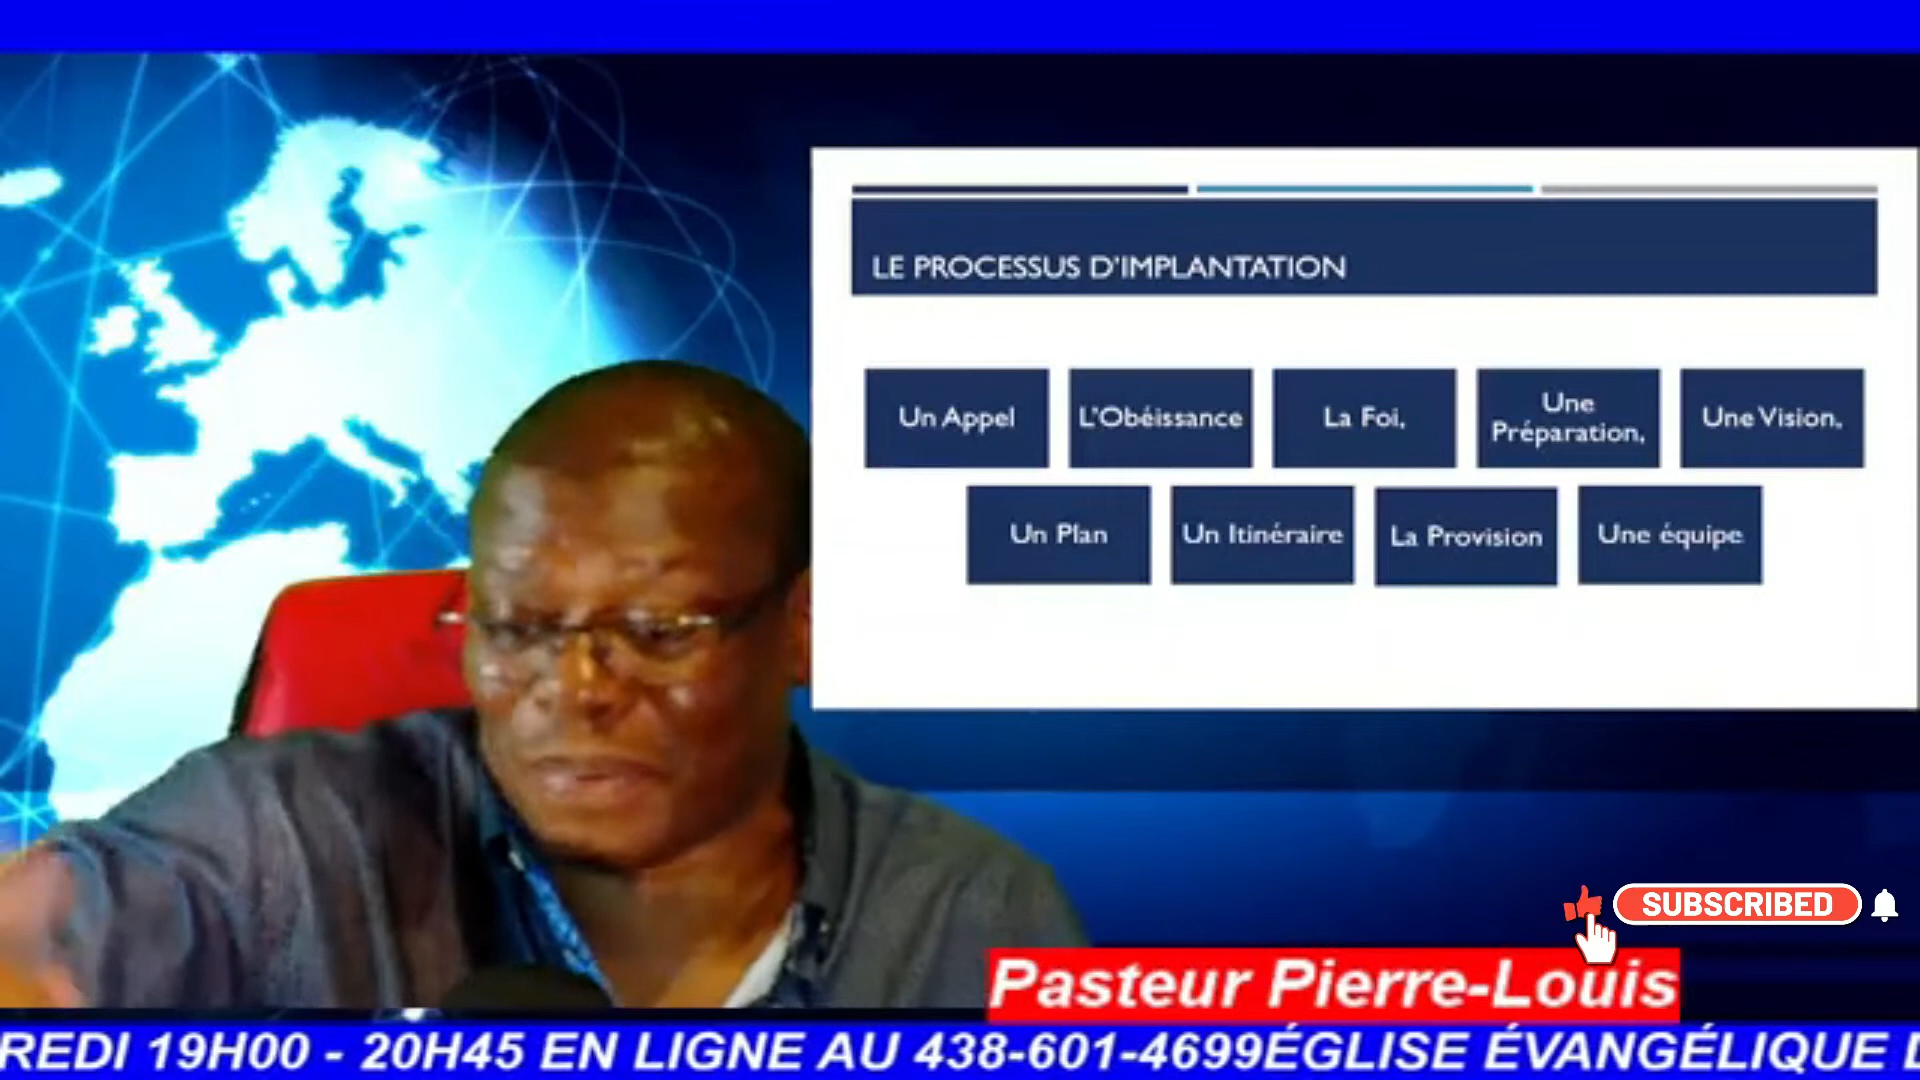 LE PROCESSUS D'IMPLANTATION
Un Appel
L'Obéissance
La Foi,
Une
Préparation,
Une Vision,
Un Plan
Un Itinéraire
La Provision
Une équipe
SUBSCRIBED
Pasteur Pierre-Louis
REDI 19H00 - 20H45 EN LIGNE AU 438-601-4699ÉGLISE ÉVANGÉLIQUE